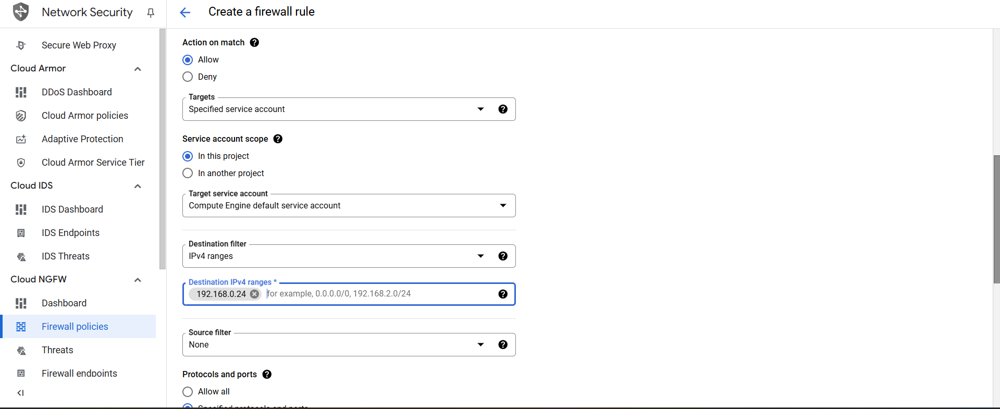 Network Security
Create a firewall rule
Secure Web Proxy
Cloud Armor
DDoS Dashboard
Cloud Armor policies
Adaptive Protection
Cloud Armor Service Tier
Cloud IDS
IDS Dashboard
IDS Endpoints
IDS Threats
Cloud NGFW
Dashboard
Firewall policies
Threats
Firewall endpoints
Action on match
Allow
Deny
Targets
Specified service account
Service account scope
In this project
In another project
Target service account
Compute Engine default service account
Destination filter
IPv4 ranges
Destination IPv4 ranges *
192.168.0.24 for example, 0.0.0.0/0, 192.168.2.0/24
Source filter
None
Protocols and ports
Allow all
Specified protocols and ports